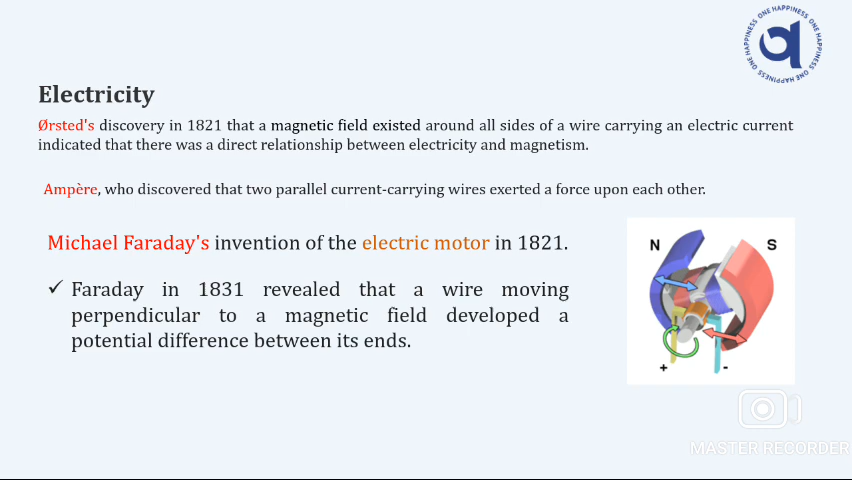 ONE HAPPINESS ONE HAPPINESS ONE HAPPINESS ONE HAPPINESS
Electricity
Ørsted's discovery in 1821 that a magnetic field existed around all sides of a wire carrying an electric current
indicated that there was a direct relationship between electricity and magnetism.
Ampère, who discovered that two parallel current-carrying wires exerted a force upon each other.
Michael Faraday's invention of the electric motor in 1821.
✓ Faraday in 1831 revealed that a wire moving
perpendicular to a magnetic field developed a
potential difference between its ends.
N S
+ -
MASTER RECORDER